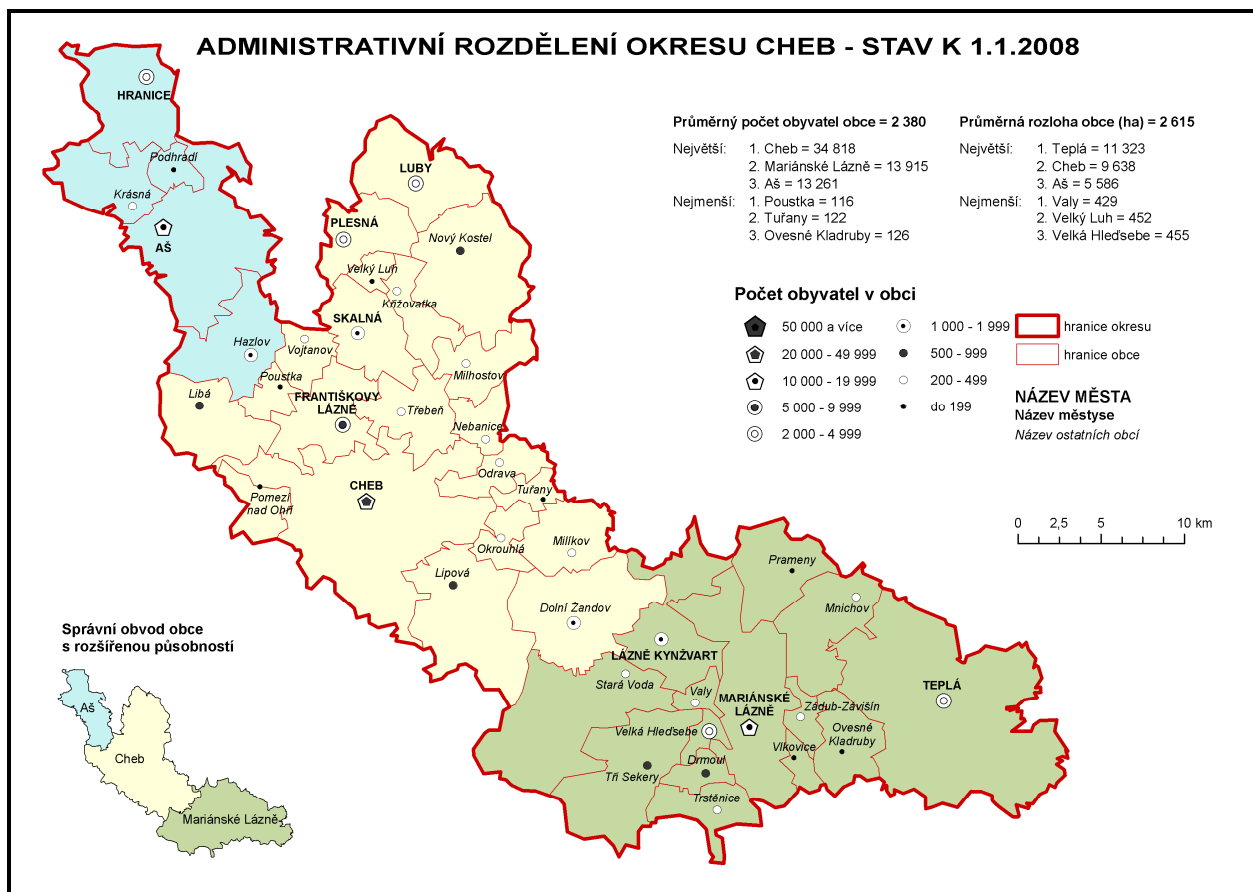 ADMINISTRATIVNÍ ROZDĚLENÍ OKRESU CHEB - STAV K 1.1.2008
Průměrný počet obyvatel obce = 2 380
Největší: 1. Cheb = 34 818
2. Mariánské Lázně = 13 915
3. Aš = 13 261
Nejmenší: 1. Poustka = 116
2. Tuřany = 122
3. Ovesné Kladruby = 126
Průměrná rozloha obce (ha) = 2 615
Největší: 1. Teplá = 11 323
2. Cheb = 9 638
3. Aš = 5 586
Nejmenší: 1. Valy = 429
2. Velký Luh = 452
3. Velká Hleďsebe = 455
Počet obyvatel v obci
50 000 a více
20 000 - 49 999
10 000 - 19 999
5 000 - 9 999
2 000 - 4 999
1 000 - 1 999
500 - 999
200 - 499
do 199
hranice okresu
hranice obce
NÁZEV MĚSTA
Název městyse
Název ostatních obcí
0 2,5 5 10 km
HRANICE
Podhradí
Krásná
AŠ
Hazlov
LUBY
PLESNÁ
Nový Kostel
Velký Luh
Křižovatka
SKALNÁ
Vojtanov
Milhostov
Poustka
Libá
FRANTIŠKOVY
LÁZNĚ
Třebeň
Nebanice
Odrava
CHEB
Tuřany
Pomezí
nad Ohří
Okrouhlá
Milíkov
Lipová
Dolní Žandov
Prameny
Mnichov
LÁZNĚ KYNŽVART
Stará Voda
Valy
MARIÁNSKÉ
LÁZNĚ
TEPLÁ
Zádub-Závišín
Velká Hleďsebe
Ovesné
Kladruby
Vlkovice
Drmoul
Tři Sekery
Trstěnice
Správní obvod obce
s rozšířenou působností
Aš
Cheb
Mariánské Lázně